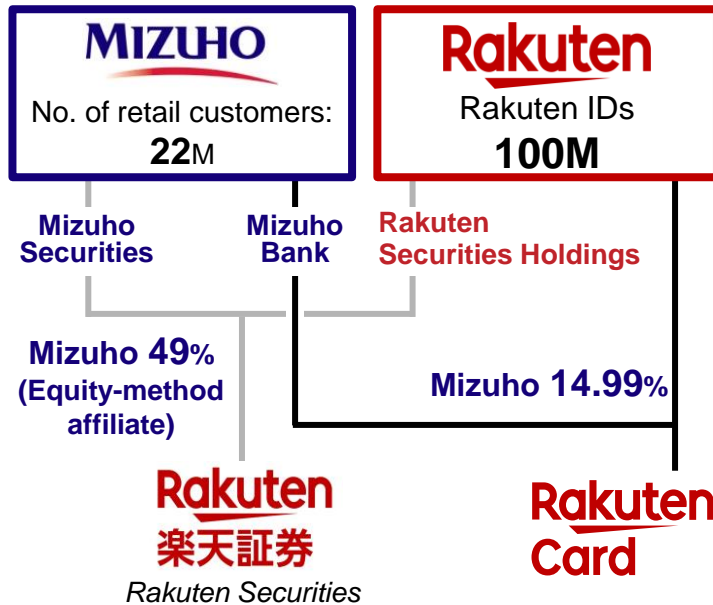 MIZUHO
No. of retail customers:
22M
Rakuten
Rakuten IDs
100M
Mizuho
Securities
Mizuho
Bank
Rakuten
Securities Holdings
Mizuho 49%
(Equity-method
affiliate)
Mizuho 14.99%
Rakuten
楽天証券
Rakuten Securities
Rakuten
Card